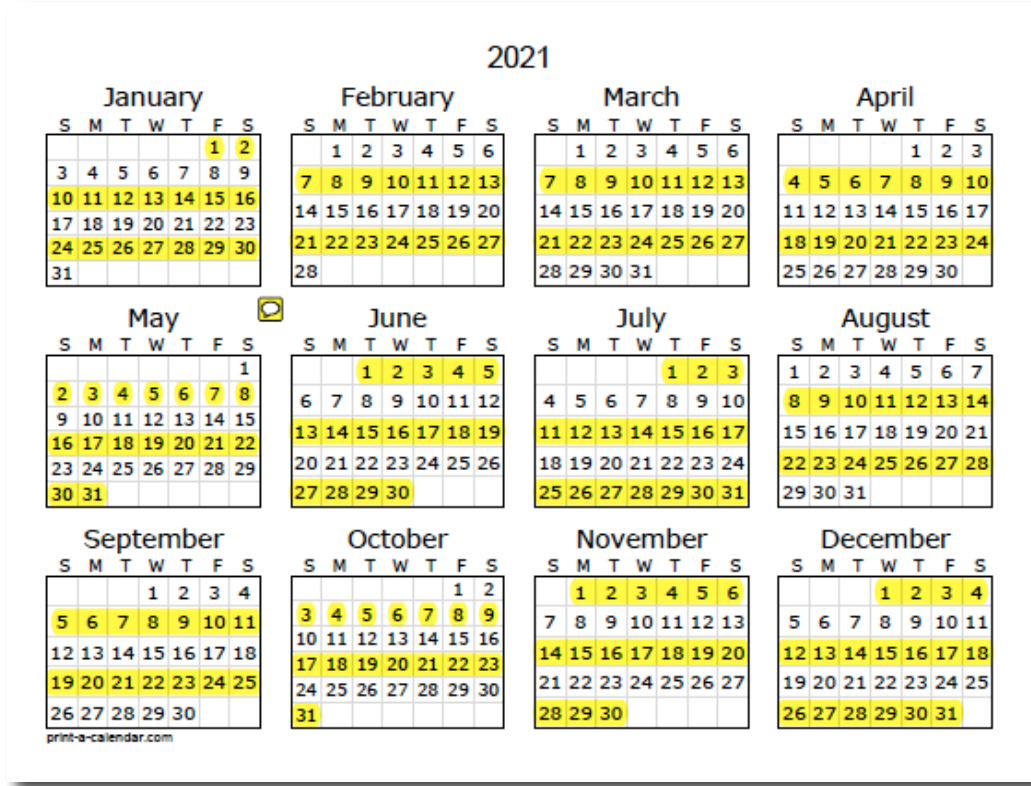 2021
January February March April
S M T W T F S S M T W T F S S M T W T F S S M T W T F S
1 2 1 2 3 4 5 6 1 2 3 4 5 6 1 2 3
3 4 5 6 7 8 9 7 8 9 10 11 12 13 7 8 9 10 11 12 13 4 5 6 7 8 9 10
10 11 12 13 14 15 16 14 15 16 17 18 19 20 14 15 16 17 18 19 20 11 12 13 14 15 16 17
17 18 19 20 21 22 23 21 22 23 24 25 26 27 21 22 23 24 25 26 27 18 19 20 21 22 23 24
24 25 26 27 28 29 30 28 28 29 30 31 25 26 27 28 29 30
31
May June July August
S M T W T F S S M T W T F S S M T W T F S S M T W T F S
1 1 2 3 4 5 1 2 3 1 2 3 4 5 6 7
2 3 4 5 6 7 8 6 7 8 9 10 11 12 4 5 6 7 8 9 10 8 9 10 11 12 13 14
9 10 11 12 13 14 15 13 14 15 16 17 18 19 11 12 13 14 15 16 17 15 16 17 18 19 20 21
16 17 18 19 20 21 22 20 21 22 23 24 25 26 18 19 20 21 22 23 24 22 23 24 25 26 27 28
23 24 25 26 27 28 29 27 28 29 30 25 26 27 28 29 30 31 29 30 31
30 31
September October November December
S M T W T F S S M T W T F S S M T W T F S S M T W T F S
1 2 3 4 1 2 1 2 3 4 5 6 1 2 3 4
5 6 7 8 9 10 11 3 4 5 6 7 8 9 7 8 9 10 11 12 13 5 6 7 8 9 10 11
12 13 14 15 16 17 18 10 11 12 13 14 15 16 14 15 16 17 18 19 20 12 13 14 15 16 17 18
19 20 21 22 23 24 25 17 18 19 20 21 22 23 21 22 23 24 25 26 27 19 20 21 22 23 24 25
26 27 28 29 30 24 25 26 27 28 29 30 28 29 30 26 27 28 29 30 31
31
print-a-calendar.com